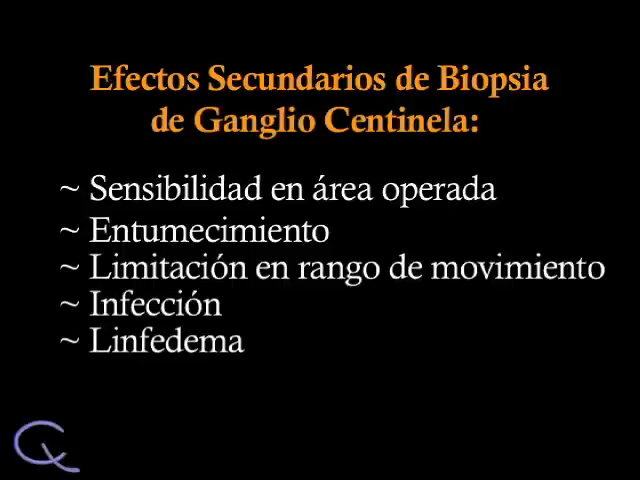 Efectos Secundarios de Biopsia
de Ganglio Centinela:
~ Sensibilidad en área operada
~ Entumecimiento
~ Limitación en rango de movimiento
~ Infección
~ Linfedema